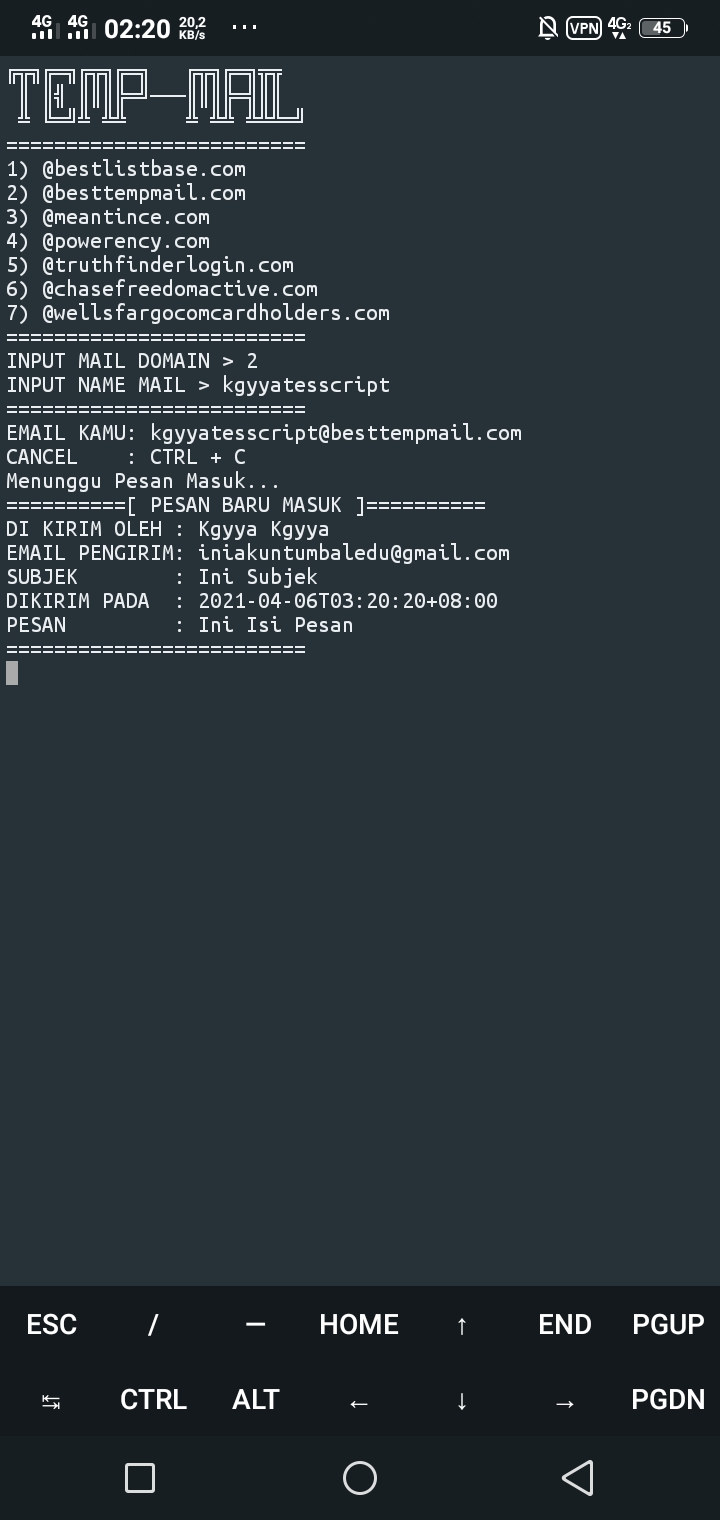 4G 4G 02:20 20,2 KB/s ... VPN 4G2 45
TEMP-MAIL
=========================
1) @bestlistbase.com
2) @besttempmail.com
3) @meantince.com
4) @powerency.com
5) @truthfinderlogin.com
6) @chasefreedomactive.com
7) @wellsfargocomcardholders.com
=========================
INPUT MAIL DOMAIN > 2
INPUT NAME MAIL > kgyyatesscript
=========================
EMAIL KAMU: kgyyatesscript@besttempmail.com
CANCEL    : CTRL + C
Menunggu Pesan Masuk...
==========[ PESAN BARU MASUK ]==========
DI KIRIM OLEH : Kgyya Kgyya
EMAIL PENGIRIM: iniakuntumbaledu@gmail.com
SUBJEK        : Ini Subjek
DIKIRIM PADA  : 2021-04-06T03:20:20+08:00
PESAN         : Ini Isi Pesan
=========================
ESC / — HOME ↑ END PGUP
↹ CTRL ALT ← ↓ → PGDN